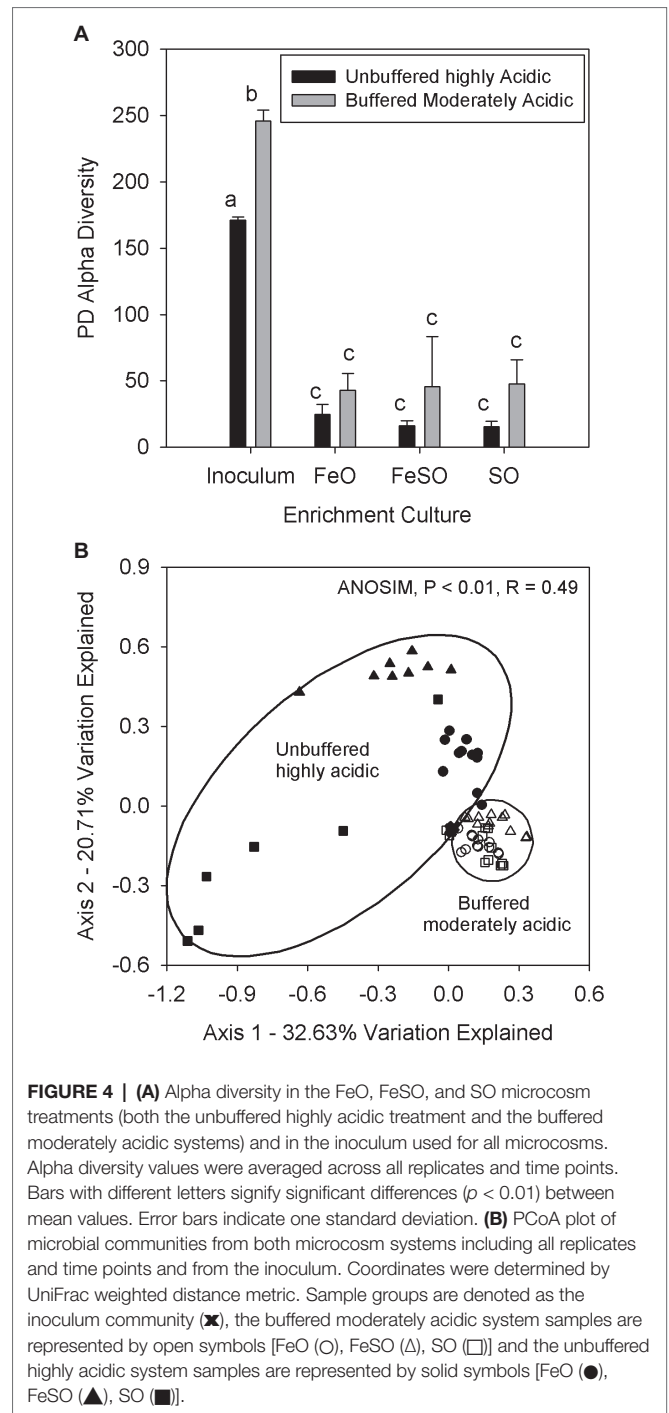 A
300
250
200
150
100
50
0
PD Alpha Diversity
Unbuffered highly Acidic
Buffered Moderately Acidic
a
b
c
c
c
c
c
c
Inoculum FeO FeSO SO
Enrichment Culture
B
0.9
0.6
0.3
0.0
-0.3
-0.6
Axis 2 - 20.71% Variation Explained
ANOSIM, P < 0.01, R = 0.49
Unbuffered
highly acidic
Buffered
moderately acidic
-1.2 -0.9 -0.6 -0.3 0.0 0.3 0.6
Axis 1 - 32.63% Variation Explained
FIGURE 4 | (A) Alpha diversity in the FeO, FeSO, and SO microcosm
treatments (both the unbuffered highly acidic treatment and the buffered
moderately acidic systems) and in the inoculum used for all microcosms.
Alpha diversity values were averaged across all replicates and time points.
Bars with different letters signify significant differences (p < 0.01) between
mean values. Error bars indicate one standard deviation. (B) PCoA plot of
microbial communities from both microcosm systems including all replicates
and time points and from the inoculum. Coordinates were determined by
UniFrac weighted distance metric. Sample groups are denoted as the
inoculum community (✖), the buffered moderately acidic system samples are
represented by open symbols [FeO (○), FeSO (Δ), SO (□)] and the unbuffered
highly acidic system samples are represented by solid symbols [FeO (●),
FeSO (▲), SO (■)].